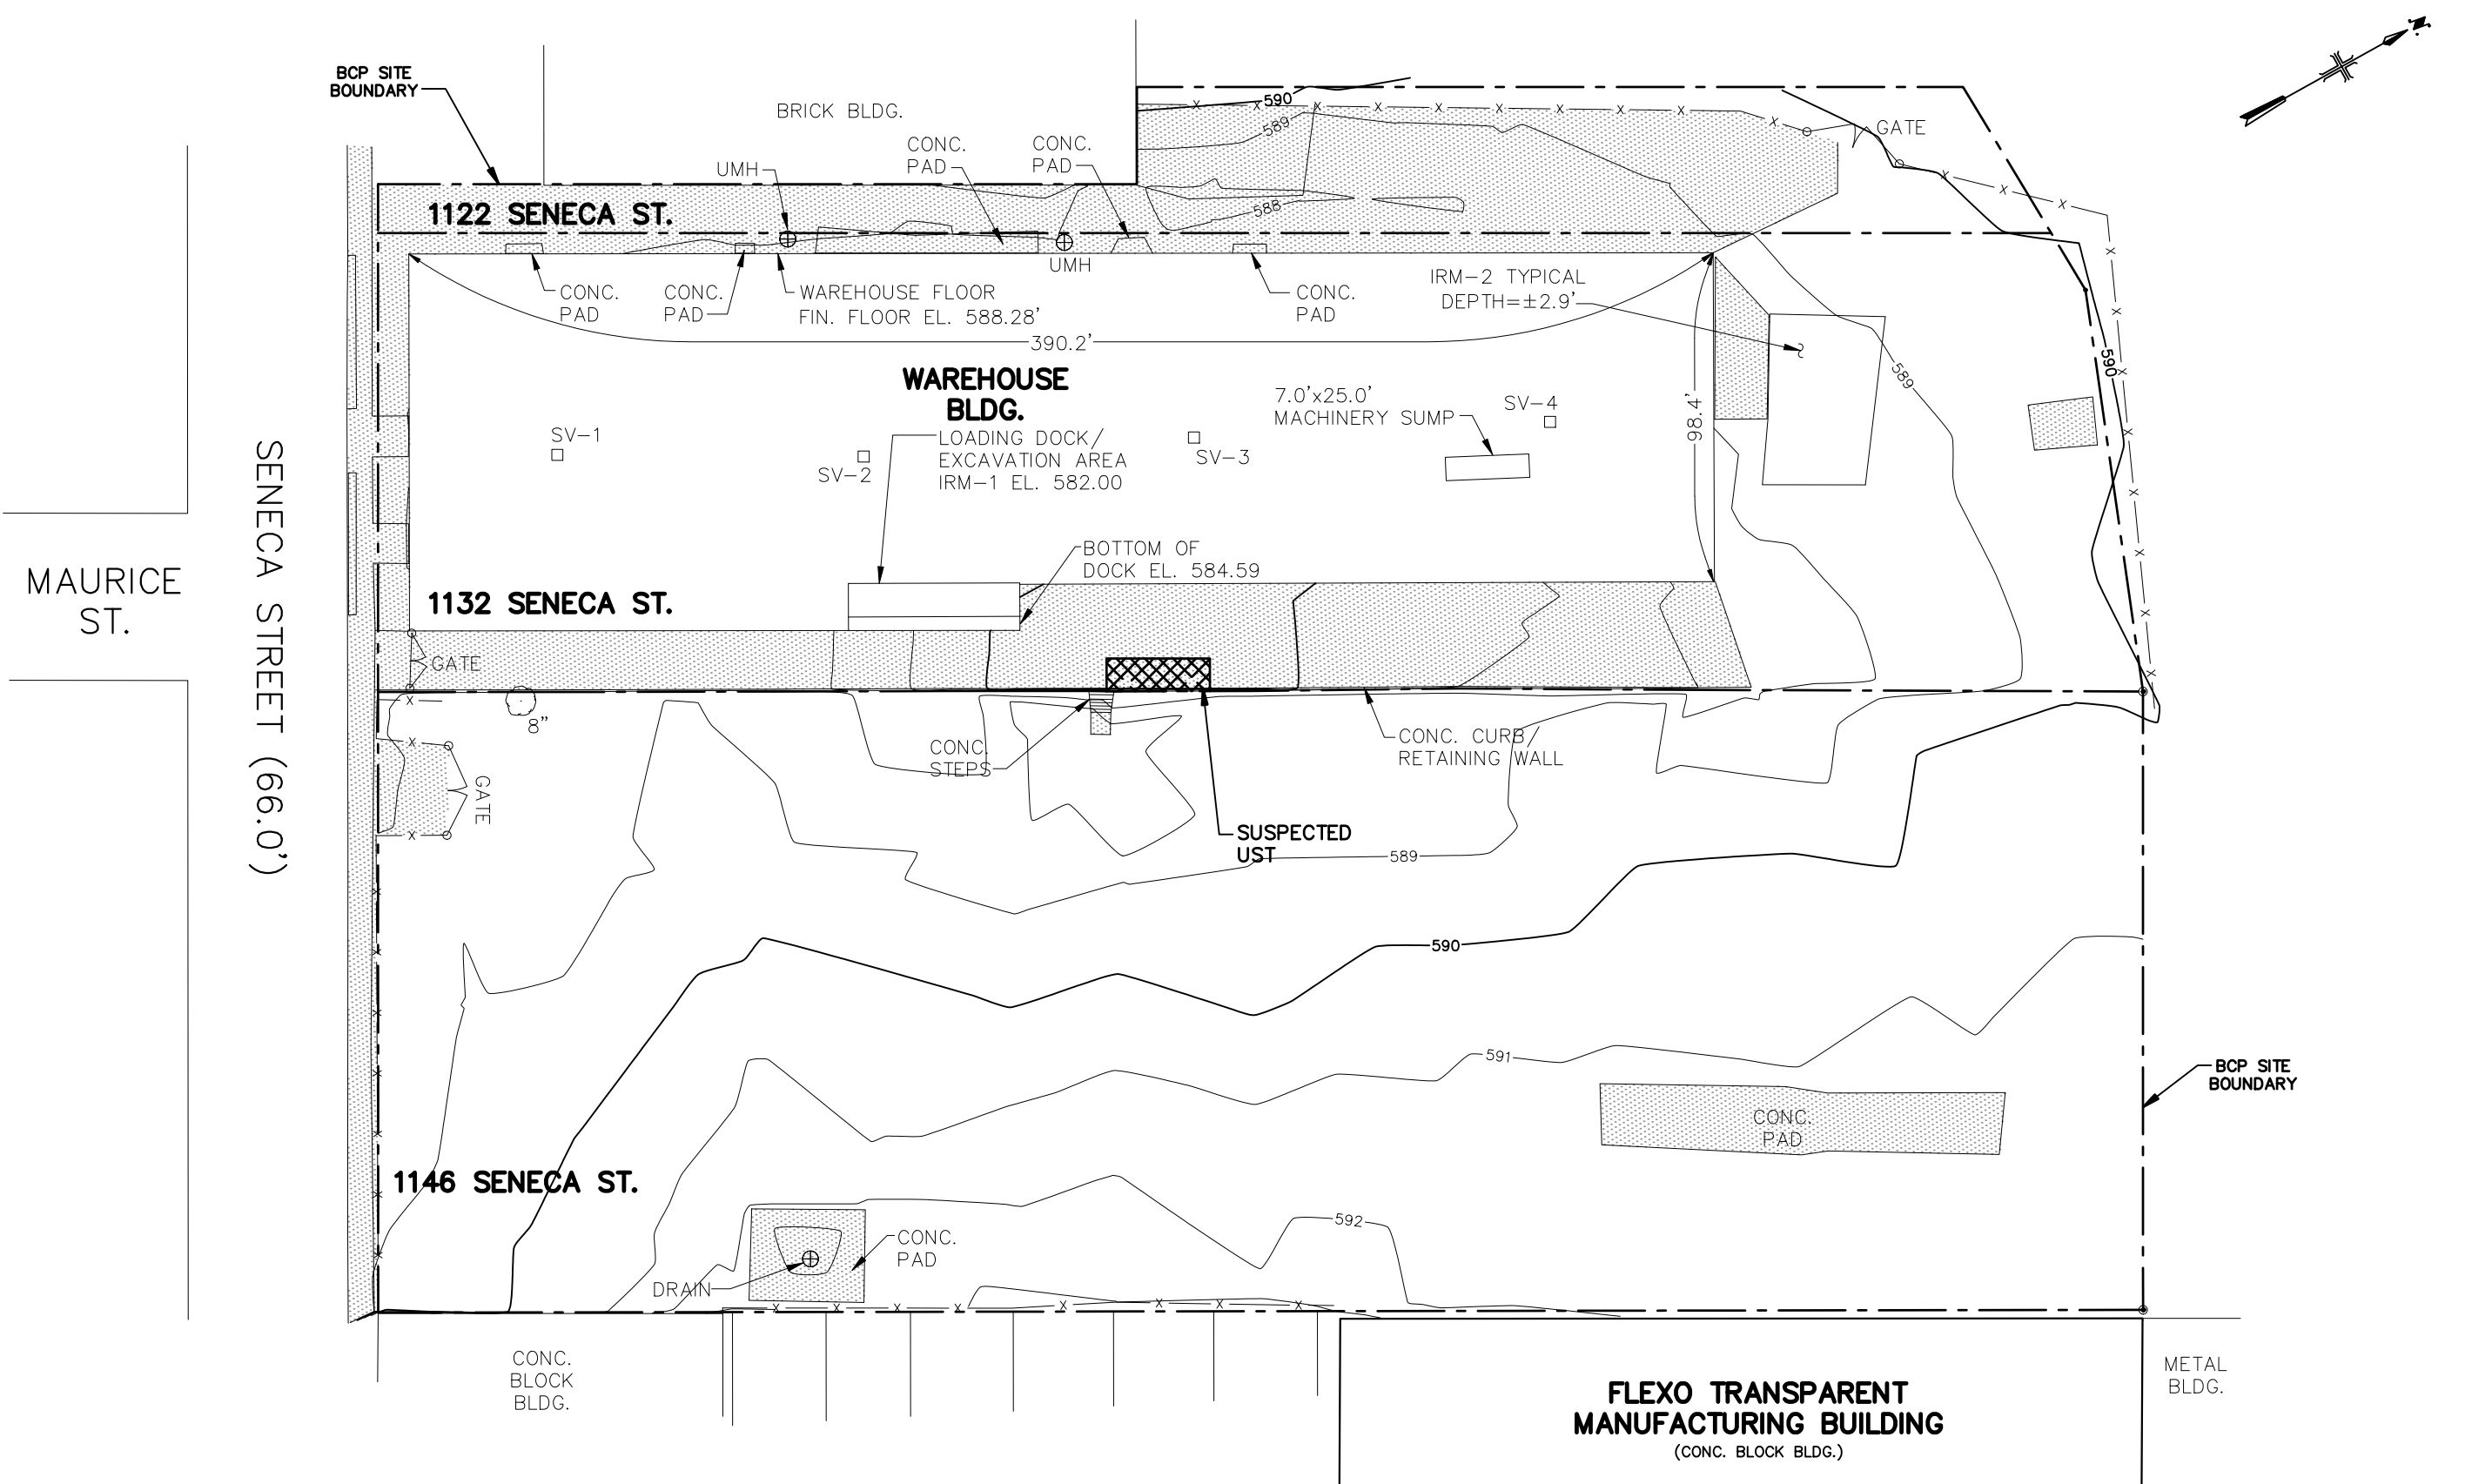 BCP SITE
BOUNDARY
BRICK BLDG.
UMH
CONC.
PAD
CONC.
PAD
590
589
588
GATE
N
1122 SENECA ST.
UMH
CONC.
PAD
CONC.
PAD
WAREHOUSE FLOOR
FIN. FLOOR EL. 588.28'
CONC.
PAD
IRM-2 TYPICAL
DEPTH=±2.9'
390.2'
98.4'
589
590
WAREHOUSE
BLDG.
LOADING DOCK/
EXCAVATION AREA
IRM-1 EL. 582.00
7.0'x25.0'
MACHINERY SUMP
SV-1
SV-2
SV-3
SV-4
BOTTOM OF
DOCK EL. 584.59
1132 SENECA ST.
MAURICE
ST.
SENECA STREET (66.0')
GATE
8"
GATE
CONC.
STEPS
CONC. CURB/
RETAINING WALL
SUSPECTED
UST
589
590
591
592
CONC.
PAD
BCP SITE
BOUNDARY
1146 SENECA ST.
CONC.
PAD
DRAIN
CONC.
BLOCK
BLDG.
FLEXO TRANSPARENT
MANUFACTURING BUILDING
(CONC. BLOCK BLDG.)
METAL
BLDG.